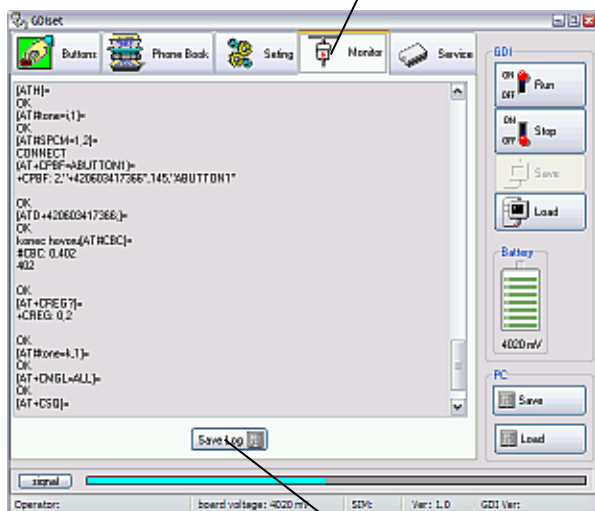 GDIset
Buttons Phone Book Seting Monitor Service
[ATH]=
OK
[AT#tone=i,1]=
OK
[AT#SPCM=1,2]=
CONNECT
[AT+CPBF=ABUTTON1]=
+CPBF: 2,"+420603417366",145,"ABUTTON1"
OK
[ATD+420603417366;]=
OK
konec hovoru[AT#CBC]=
#CBC: 0,402
402
OK
[AT+CREG?]=
+CREG: 0,2
OK
[AT#tone=k,1]=
OK
[AT+CMGL=ALL]=
OK
[AT+CSQ]=
Save Log
GDI
ON
OFF
Run
ON
OFF
Stop
Save
Load
Battery
4020 mV
PC
Save
Load
signal
Operator: board voltage: 4020 mV SIM: Ver: 1.0 GDI Ver: